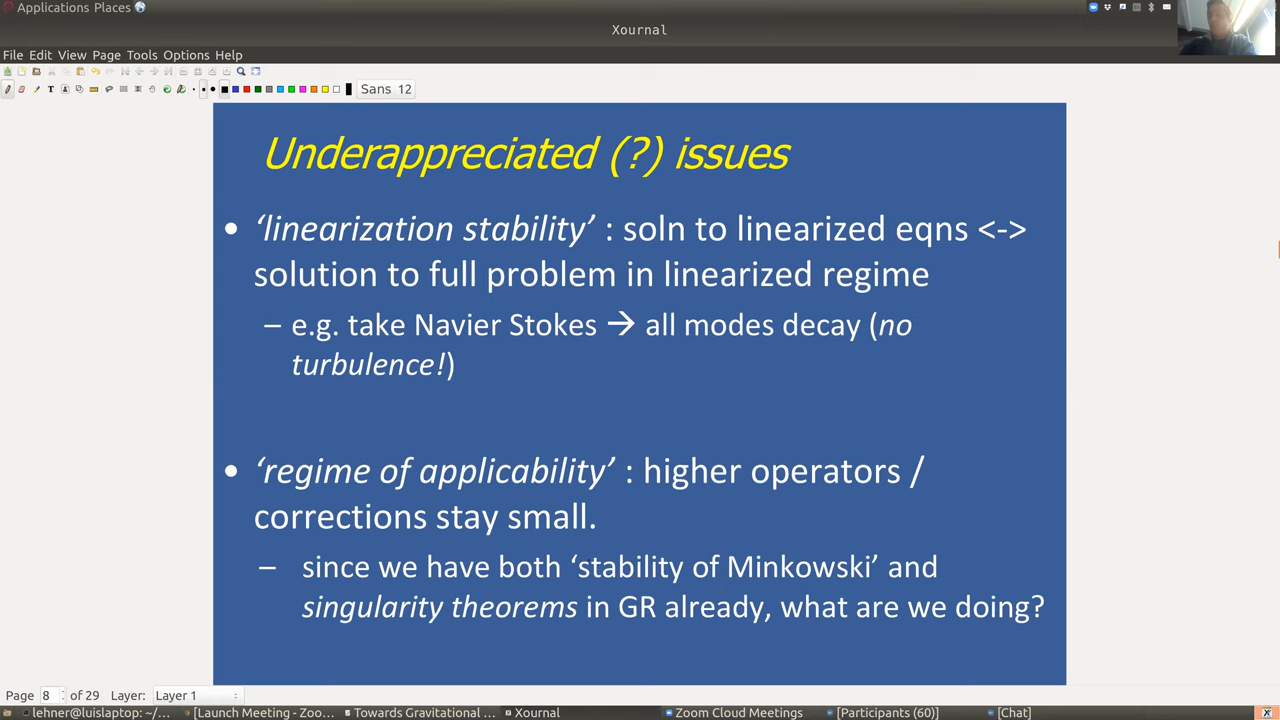 Applications Places
Xournal
File Edit View Page Tools Options Help
Sans 12
Underappreciated (?) issues
• ‘linearization stability’ : soln to linearized eqns <->
solution to full problem in linearized regime
– e.g. take Navier Stokes → all modes decay (no
turbulence!)
• ‘regime of applicability’ : higher operators /
corrections stay small.
– since we have both ‘stability of Minkowski’ and
singularity theorems in GR already, what are we doing?
Page 8 of 29 Layer: Layer 1
lehner@luislaptop: ~/... [Launch Meeting - Zoo... Towards Gravitational ... Xournal Zoom Cloud Meetings [Participants (60)] [Chat]